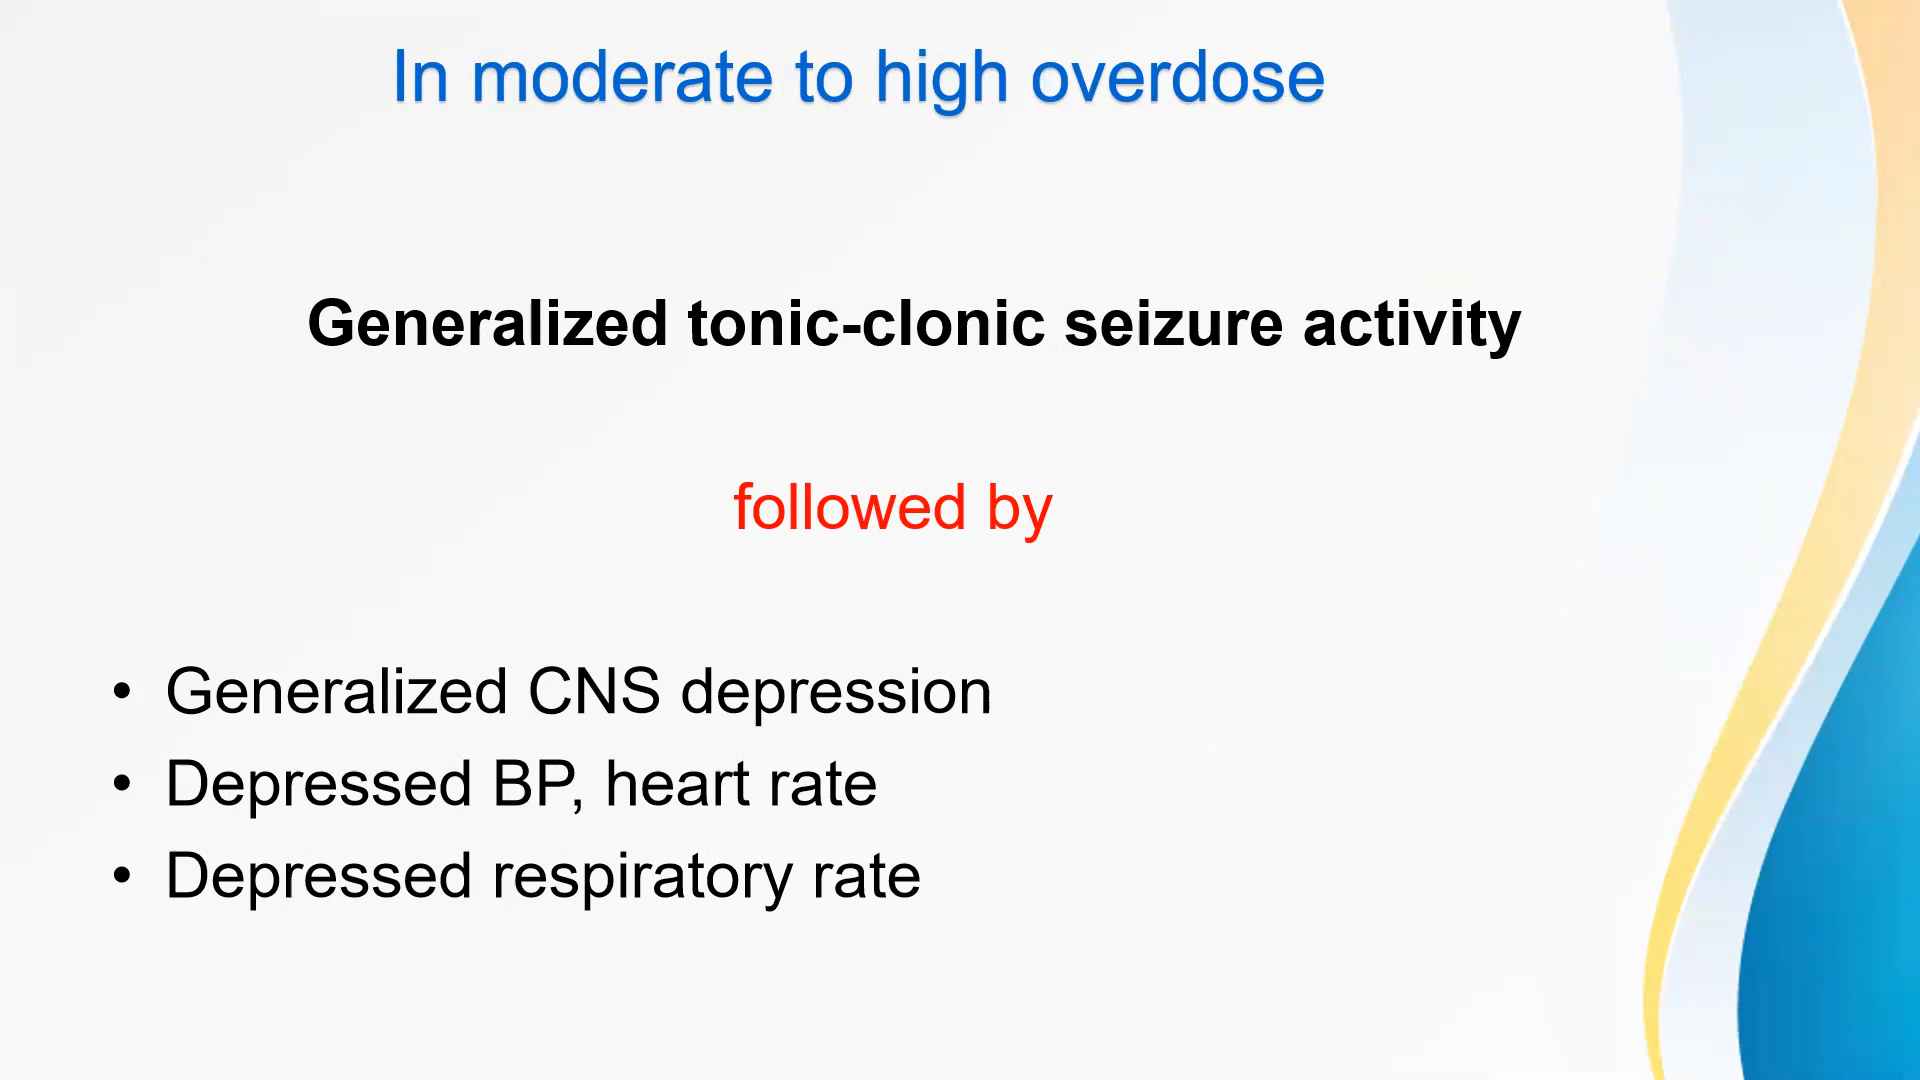 In moderate to high overdose
Generalized tonic-clonic seizure activity
followed by
• Generalized CNS depression
• Depressed BP, heart rate
• Depressed respiratory rate